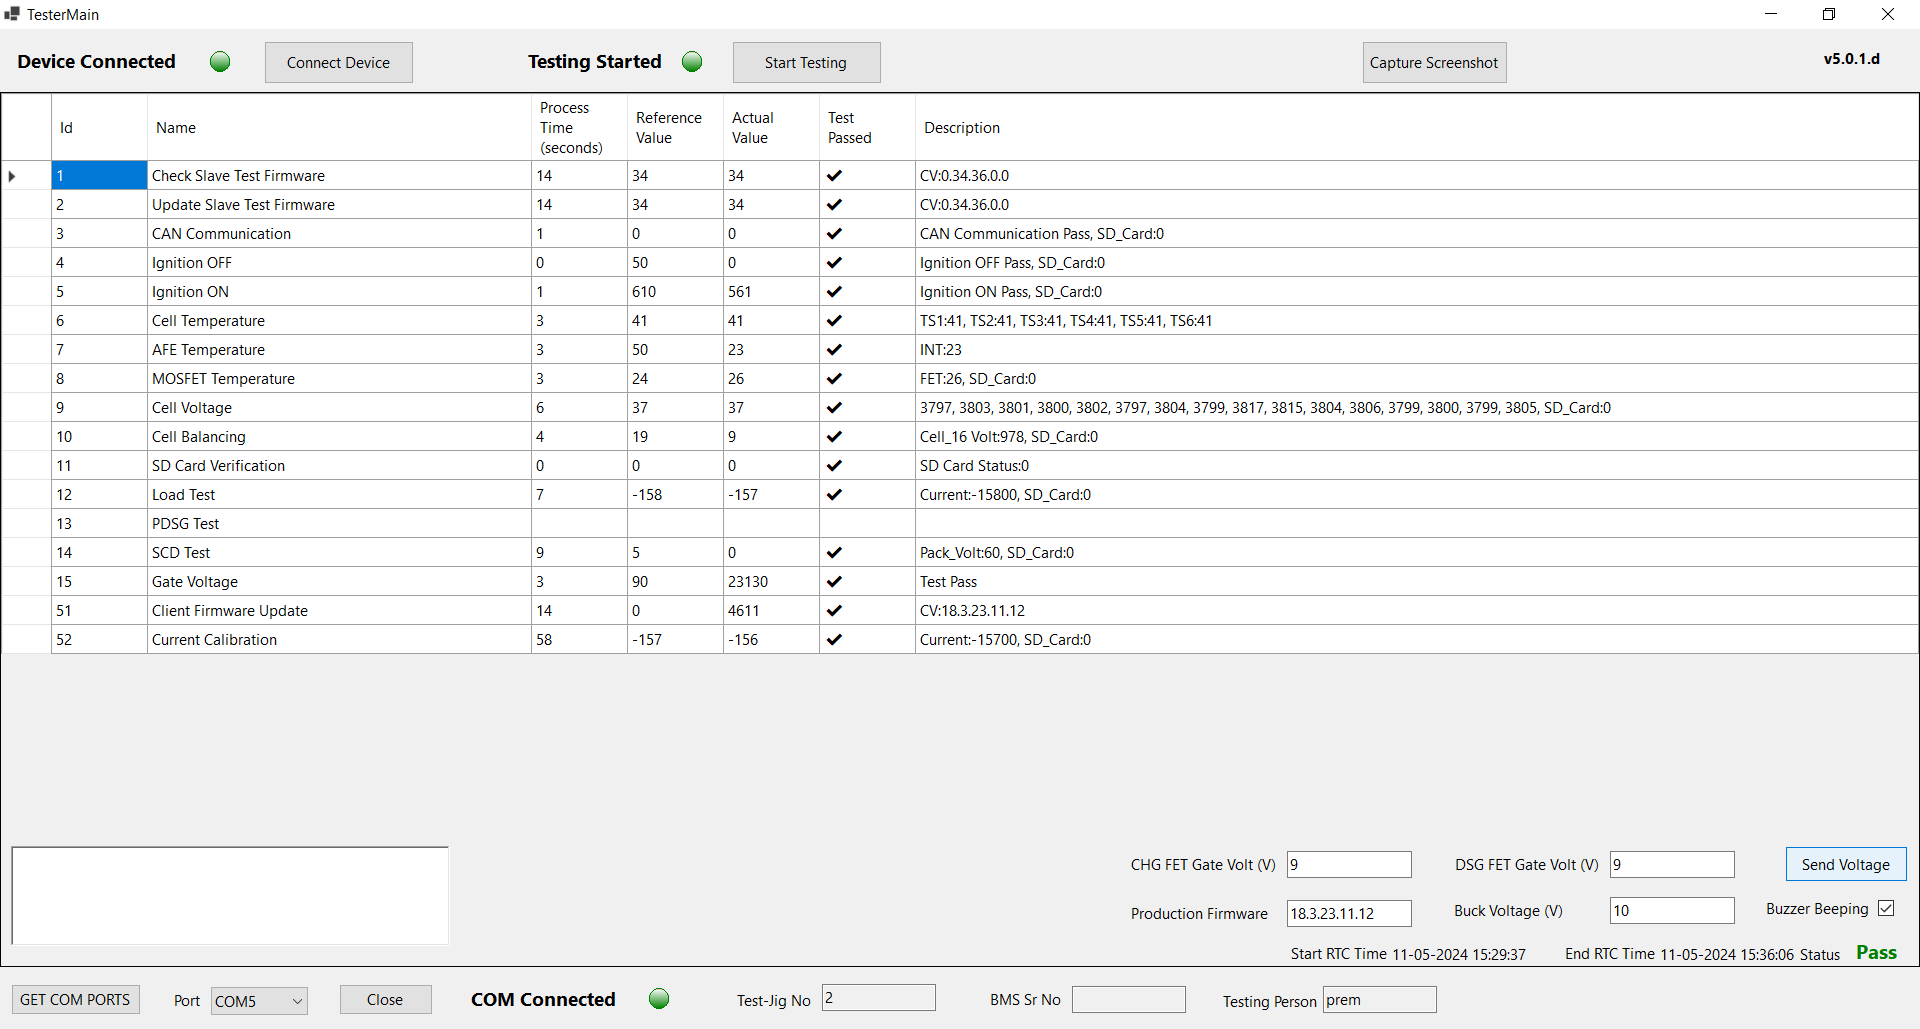 TesterMain
Device Connected Connect Device Testing Started Start Testing Capture Screenshot v5.0.1.d
Id Name Process Time (seconds) Reference Value Actual Value Test Passed Description
1 Check Slave Test Firmware 14 34 34 ✔ CV:0.34.36.0.0
2 Update Slave Test Firmware 14 34 34 ✔ CV:0.34.36.0.0
3 CAN Communication 1 0 0 ✔ CAN Communication Pass, SD_Card:0
4 Ignition OFF 0 50 0 ✔ Ignition OFF Pass, SD_Card:0
5 Ignition ON 1 610 561 ✔ Ignition ON Pass, SD_Card:0
6 Cell Temperature 3 41 41 ✔ TS1:41, TS2:41, TS3:41, TS4:41, TS5:41, TS6:41
7 AFE Temperature 3 50 23 ✔ INT:23
8 MOSFET Temperature 3 24 26 ✔ FET:26, SD_Card:0
9 Cell Voltage 6 37 37 ✔ 3797, 3803, 3801, 3800, 3802, 3797, 3804, 3799, 3817, 3815, 3804, 3806, 3799, 3800, 3799, 3805, SD_Card:0
10 Cell Balancing 4 19 9 ✔ Cell_16 Volt:978, SD_Card:0
11 SD Card Verification 0 0 0 ✔ SD Card Status:0
12 Load Test 7 -158 -157 ✔ Current:-15800, SD_Card:0
13 PDSG Test
14 SCD Test 9 5 0 ✔ Pack_Volt:60, SD_Card:0
15 Gate Voltage 3 90 23130 ✔ Test Pass
51 Client Firmware Update 14 0 4611 ✔ CV:18.3.23.11.12
52 Current Calibration 58 -157 -156 ✔ Current:-15700, SD_Card:0
CHG FET Gate Volt (V) 9 DSG FET Gate Volt (V) 9 Send Voltage
Production Firmware 18.3.23.11.12 Buck Voltage (V) 10 Buzzer Beeping
Start RTC Time 11-05-2024 15:29:37 End RTC Time 11-05-2024 15:36:06 Status Pass
GET COM PORTS Port COM5 Close COM Connected Test-Jig No 2 BMS Sr No Testing Person prem